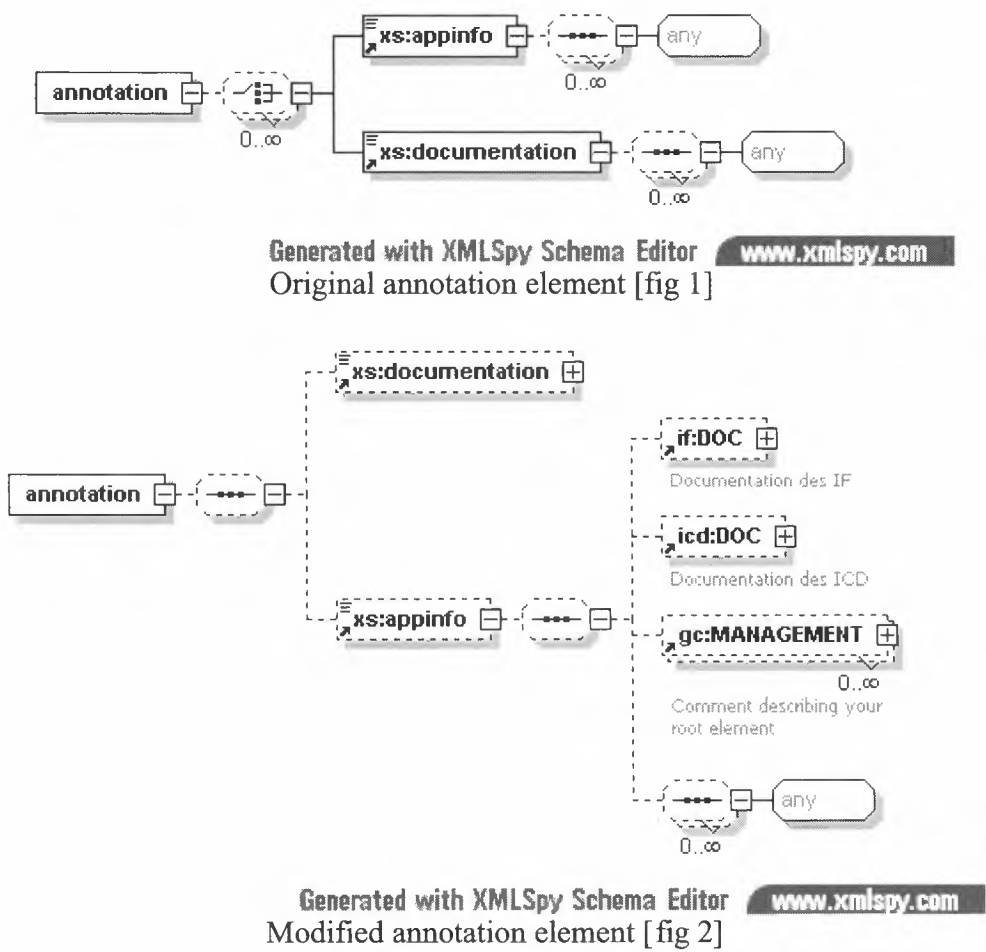 xs:appinfo
any
0..∞
annotation
0..∞
xs:documentation
any
0..∞
Generated with XMLSpy Schema Editor www.xmlspy.com
Original annotation element [fig 1]
xs:documentation
if:DOC
Documentation des IF
annotation
icd:DOC
Documentation des ICD
xs:appinfo
gc:MANAGEMENT
0..∞
Comment describing your
root element
any
0..∞
Generated with XMLSpy Schema Editor www.xmlspy.com
Modified annotation element [fig 2]